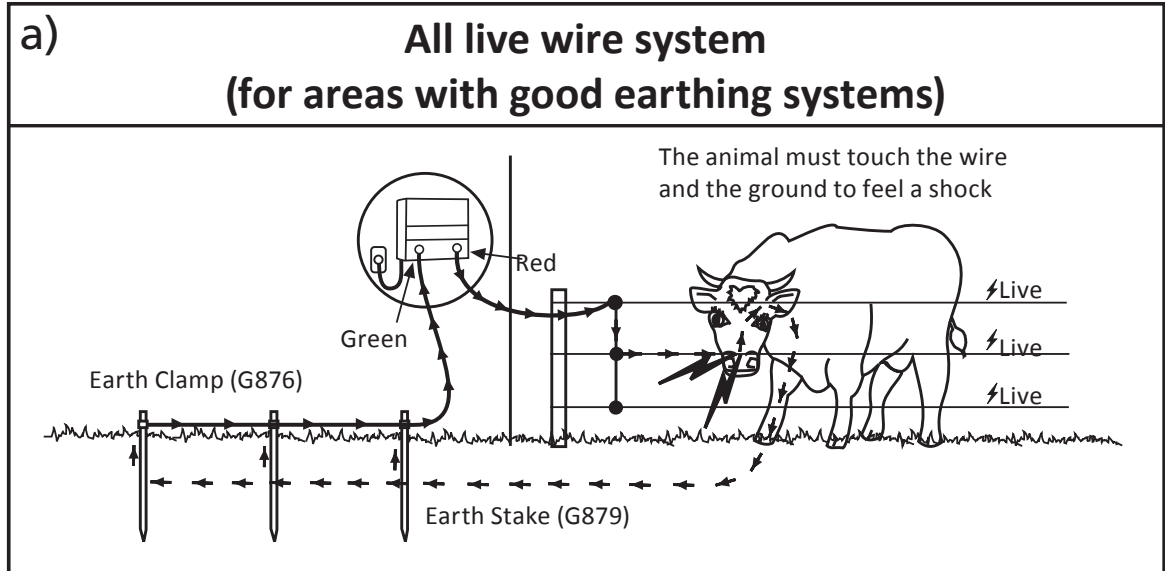 a)
All live wire system
(for areas with good earthing systems)
The animal must touch the wire
and the ground to feel a shock
Red
Green
Live
Live
Live
Earth Clamp (G876)
Earth Stake (G879)